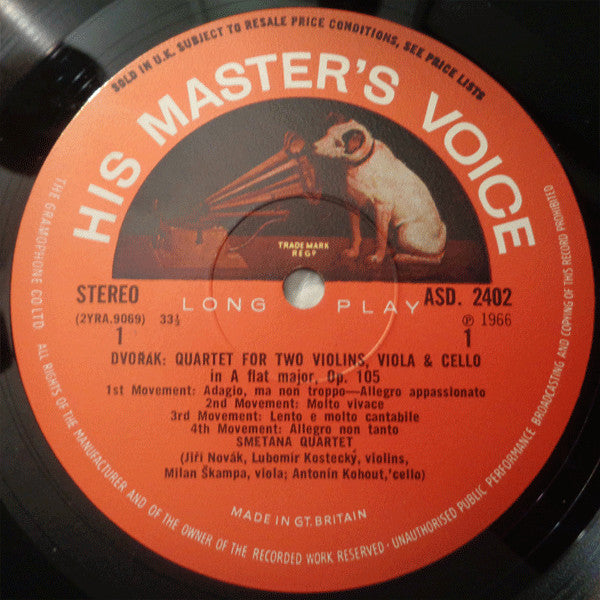 SOLD IN U.K. SUBJECT TO RESALE PRICE CONDITIONS, SEE PRICE LISTS
HIS MASTER'S VOICE
TRADE MARK
REGD
STEREO
ASD. 2402
LONG PLAY
(2YRA.9069) 33⅓
℗ 1966
1
1
DVOŘÁK: QUARTET FOR TWO VIOLINS, VIOLA & CELLO
in A flat major, Op. 105
1st Movement: Adagio, ma non troppo—Allegro appassionato
2nd Movement: Molto vivace
3rd Movement: Lento e molto cantabile
4th Movement: Allegro non tanto
SMETANA QUARTET
(Jiří Novák, Lubomír Kostecký, violins,
Milan Škampa, viola; Antonín Kohout,'cello)
MADE IN GT. BRITAIN
THE GRAMOPHONE CO. LTD. ALL RIGHTS OF THE MANUFACTURER AND OF THE OWNER OF THE RECORDED WORK RESERVED · UNAUTHORISED PUBLIC PERFORMANCE BROADCASTING AND COPYING OF THIS RECORD PROHIBITED